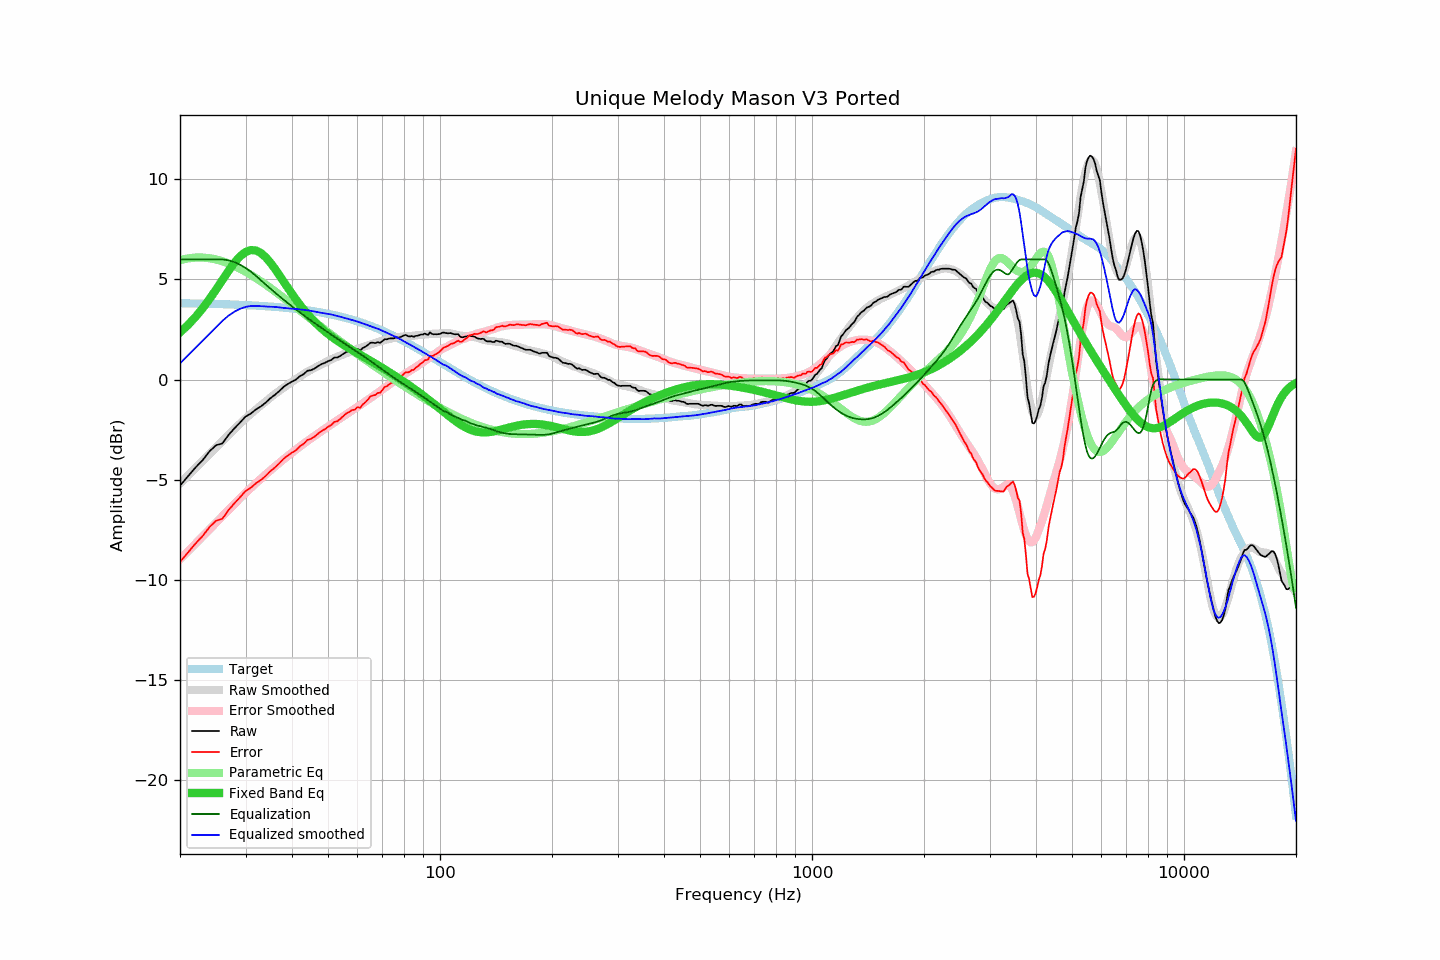 Unique Melody Mason V3 Ported
Amplitude (dBr)
10
5
0
−5
−10
−15
−20
Target
Raw Smoothed
Error Smoothed
Raw
Error
Parametric Eq
Fixed Band Eq
Equalization
Equalized smoothed
100
1000
10000
Frequency (Hz)